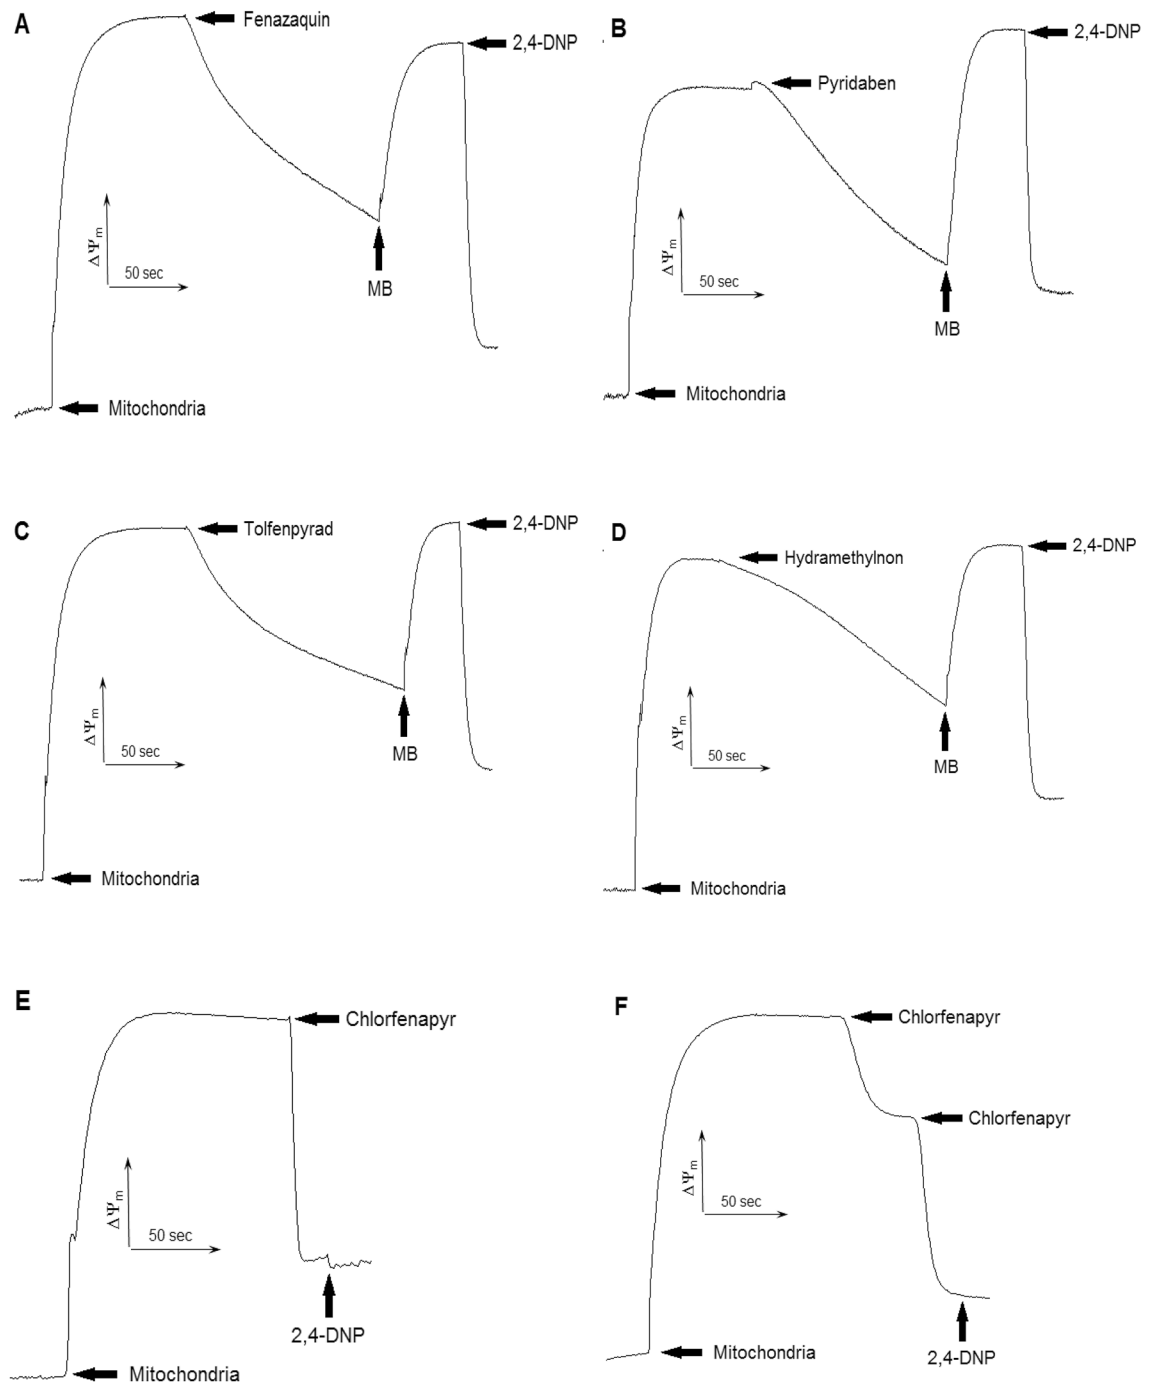 A
Fenazaquin
2,4-DNP
ΔΨm
50 sec
MB
Mitochondria
B
Pyridaben
2,4-DNP
ΔΨm
50 sec
MB
Mitochondria
C
Tolfenpyrad
2,4-DNP
ΔΨm
50 sec
MB
Mitochondria
D
Hydramethylnon
2,4-DNP
ΔΨm
50 sec
MB
Mitochondria
E
Chlorfenapyr
ΔΨm
50 sec
2,4-DNP
Mitochondria
F
Chlorfenapyr
Chlorfenapyr
ΔΨm
50 sec
Mitochondria
2,4-DNP